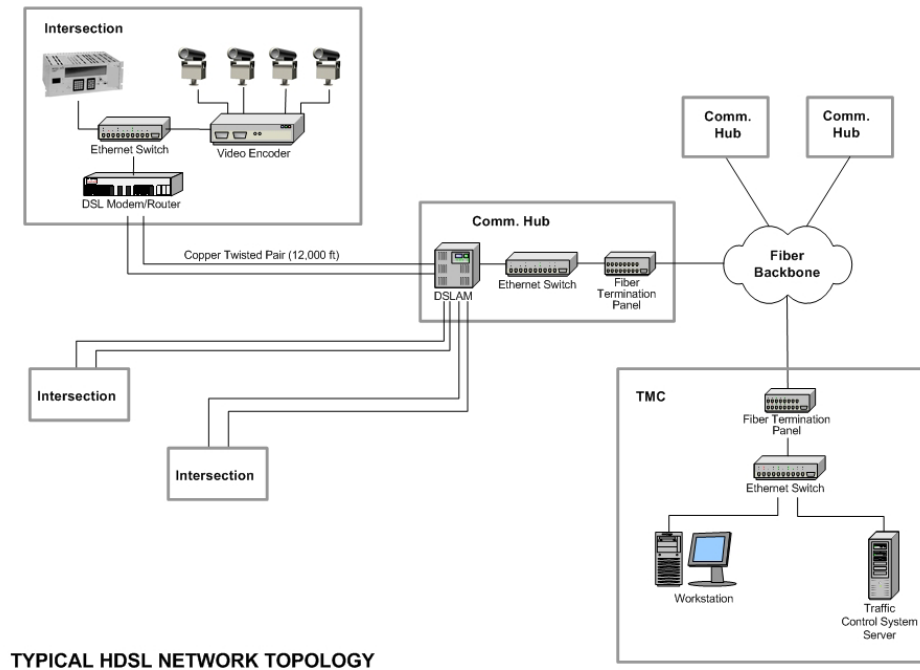 Intersection
Ethernet Switch
Video Encoder
DSL Modem/Router
Copper Twisted Pair (12,000 ft)
Comm. Hub
DSLAM
Ethernet Switch
Fiber
Termination
Panel
Comm.
Hub
Comm.
Hub
Fiber
Backbone
Intersection
Intersection
TMC
Fiber Termination
Panel
Ethernet Switch
Workstation
Traffic
Control System
Server
TYPICAL HDSL NETWORK TOPOLOGY